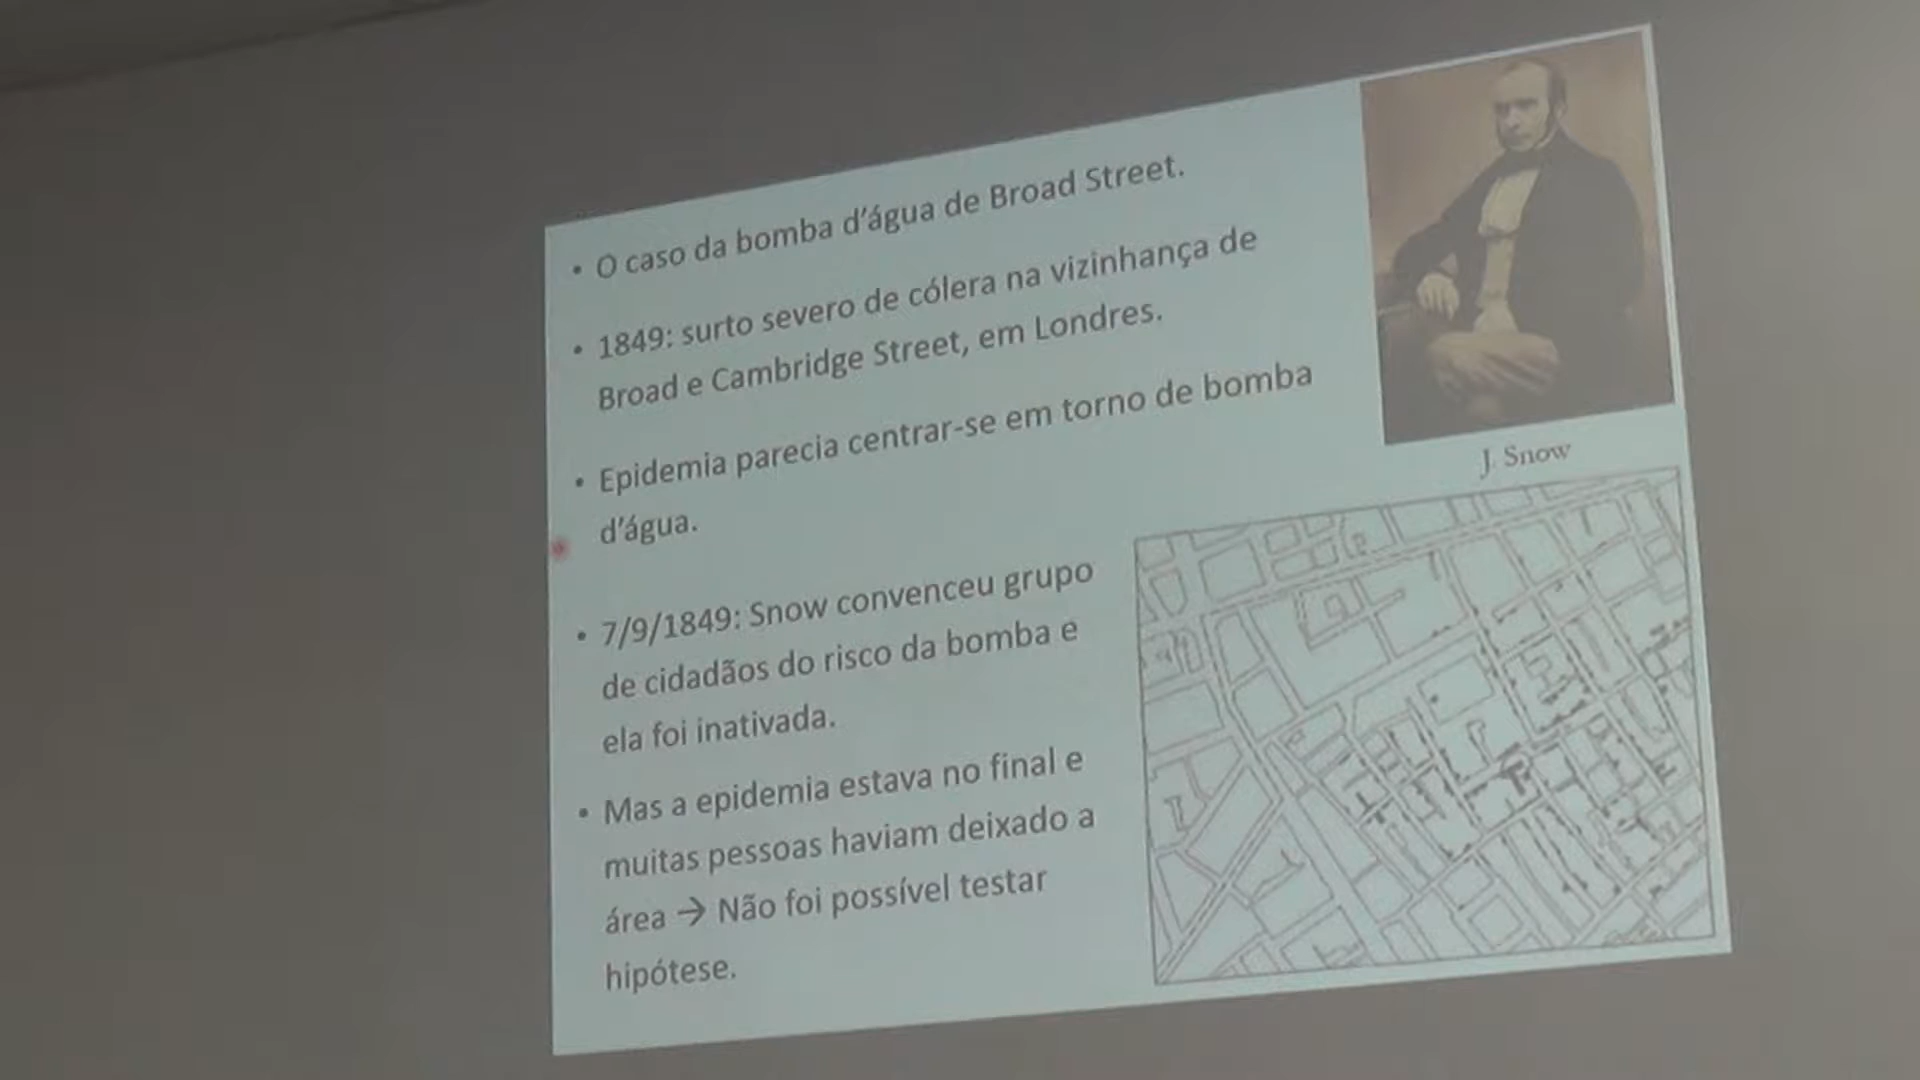 • O caso da bomba d'água de Broad Street.
• 1849: surto severo de cólera na vizinhança de
Broad e Cambridge Street, em Londres.
• Epidemia parecia centrar-se em torno de bomba
d'água.
• 7/9/1849: Snow convenceu grupo
de cidadãos do risco da bomba e
ela foi inativada.
• Mas a epidemia estava no final e
muitas pessoas haviam deixado a
área → Não foi possível testar
hipótese.
J. Snow